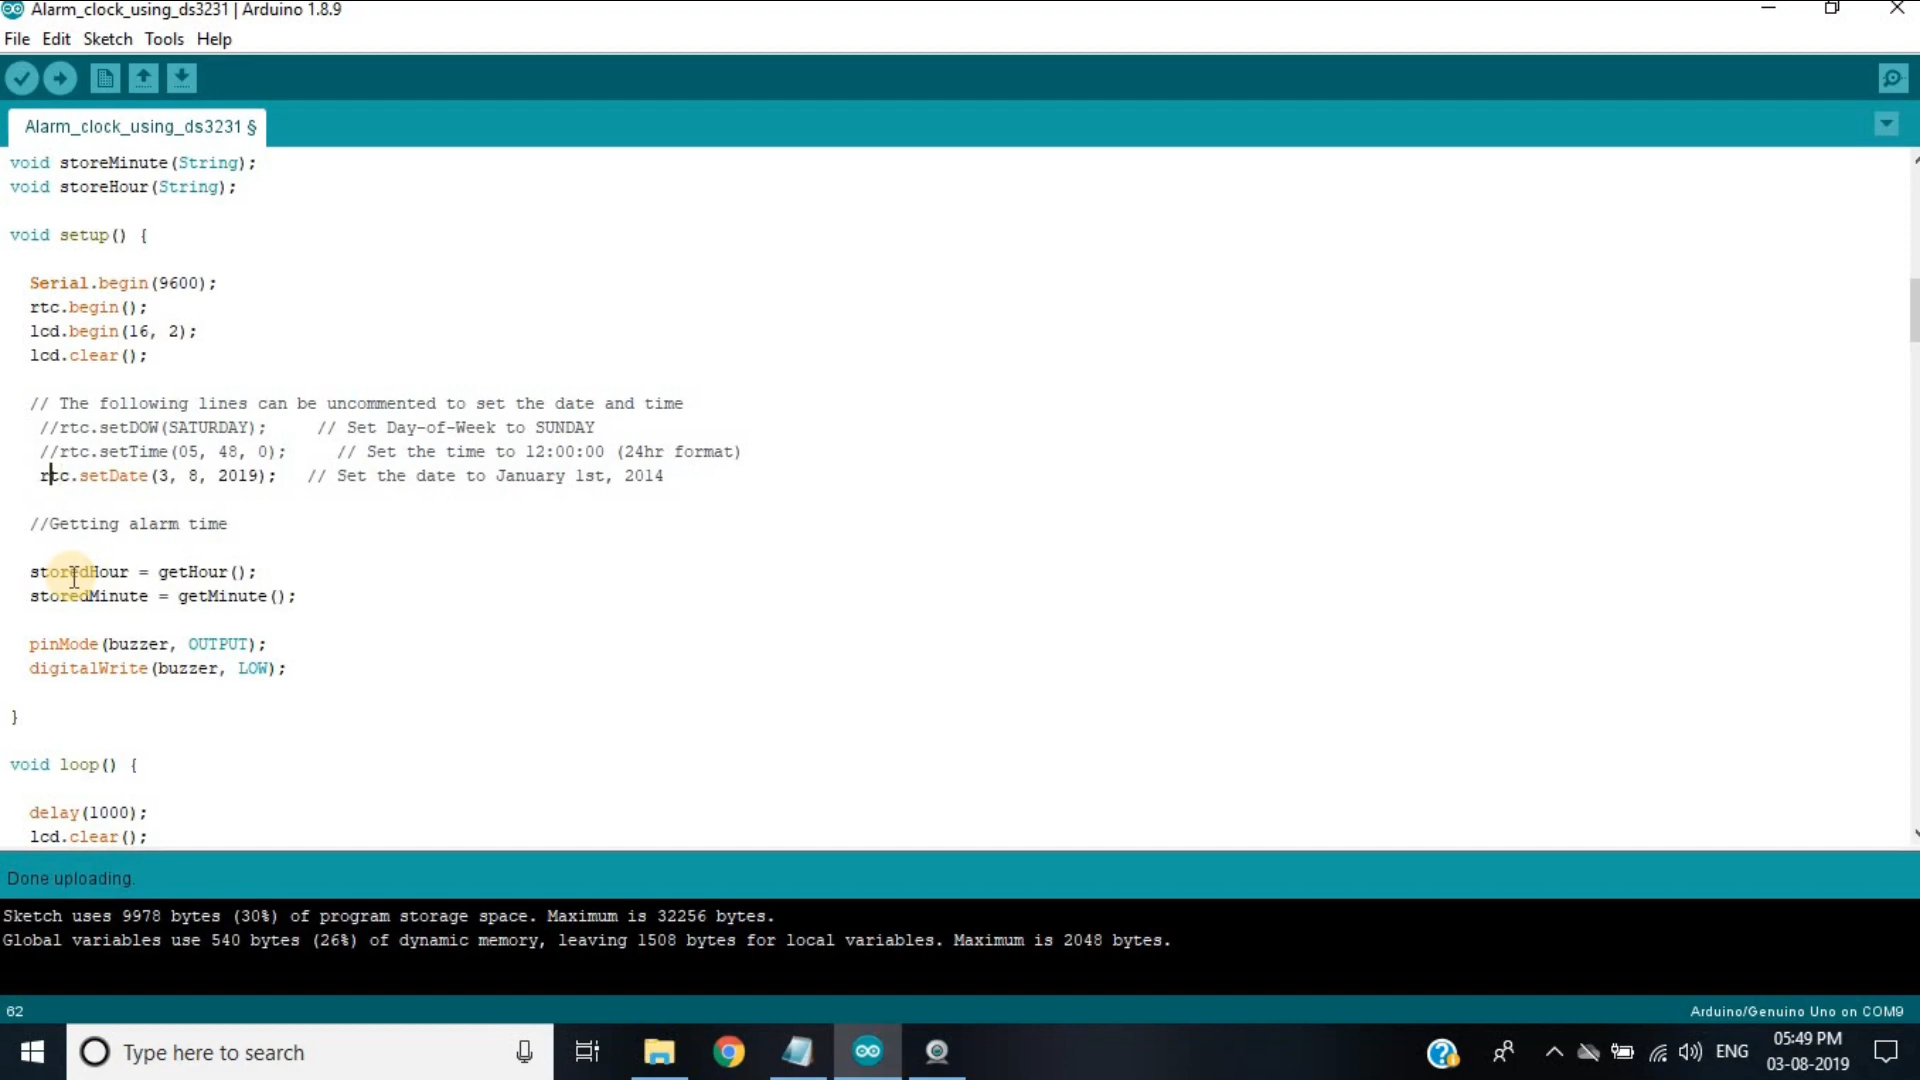 Alarm_clock_using_ds3231 | Arduino 1.8.9
File Edit Sketch Tools Help
Alarm_clock_using_ds3231 §
void storeMinute(String);
void storeHour(String);
void setup() {
Serial.begin(9600);
rtc.begin();
lcd.begin(16, 2);
lcd.clear();
// The following lines can be uncommented to set the date and time
//rtc.setDOW(SATURDAY);     // Set Day-of-Week to SUNDAY
//rtc.setTime(05, 48, 0);     // Set the time to 12:00:00 (24hr format)
rtc.setDate(3, 8, 2019);   // Set the date to January 1st, 2014
//Getting alarm time
storedHour = getHour();
storedMinute = getMinute();
pinMode(buzzer, OUTPUT);
digitalWrite(buzzer, LOW);
}
void loop() {
delay(1000);
lcd.clear();
Done uploading.
Sketch uses 9978 bytes (30%) of program storage space. Maximum is 32256 bytes.
Global variables use 540 bytes (26%) of dynamic memory, leaving 1508 bytes for local variables. Maximum is 2048 bytes.
62
Arduino/Genuino Uno on COM9
Type here to search
ENG
05:49 PM
03-08-2019